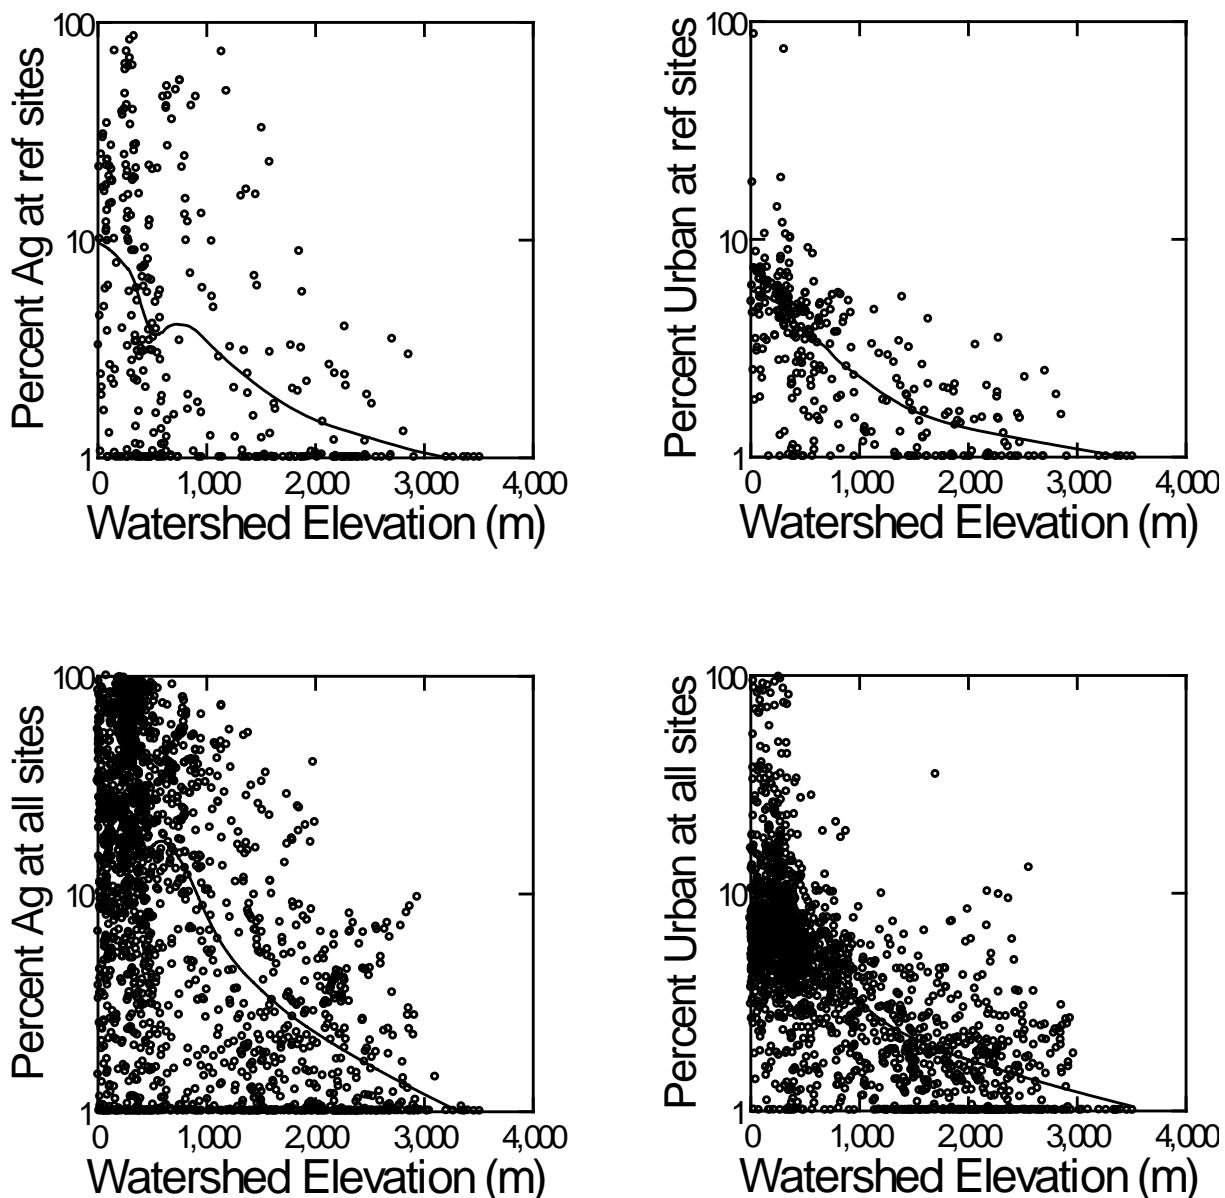 Percent Ag at ref sites
100
10
1
0 1,000 2,000 3,000 4,000
Watershed Elevation (m)
Percent Urban at ref sites
100
10
1
0 1,000 2,000 3,000 4,000
Watershed Elevation (m)
Percent Ag at all sites
100
10
1
0 1,000 2,000 3,000 4,000
Watershed Elevation (m)
Percent Urban at all sites
100
10
1
0 1,000 2,000 3,000 4,000
Watershed Elevation (m)